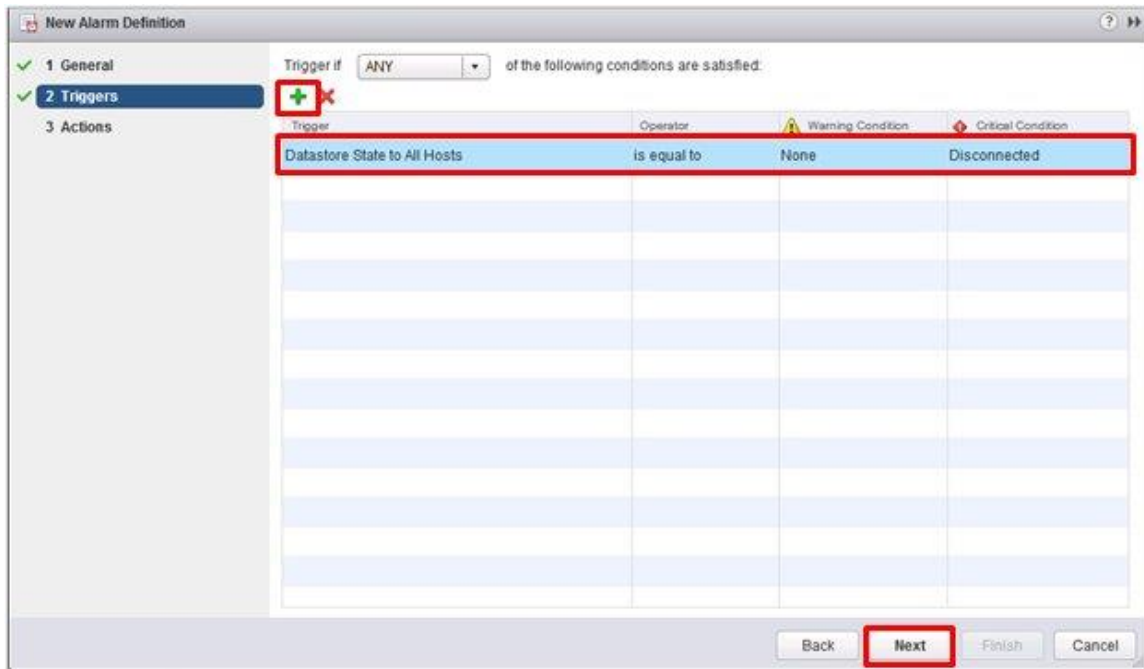 New Alarm Definition
?
1 General
2 Triggers
3 Actions
Trigger if ANY of the following conditions are satisfied:
Trigger Operator Warning Condition Critical Condition
Datastore State to All Hosts is equal to None Disconnected
Back Next Finish Cancel